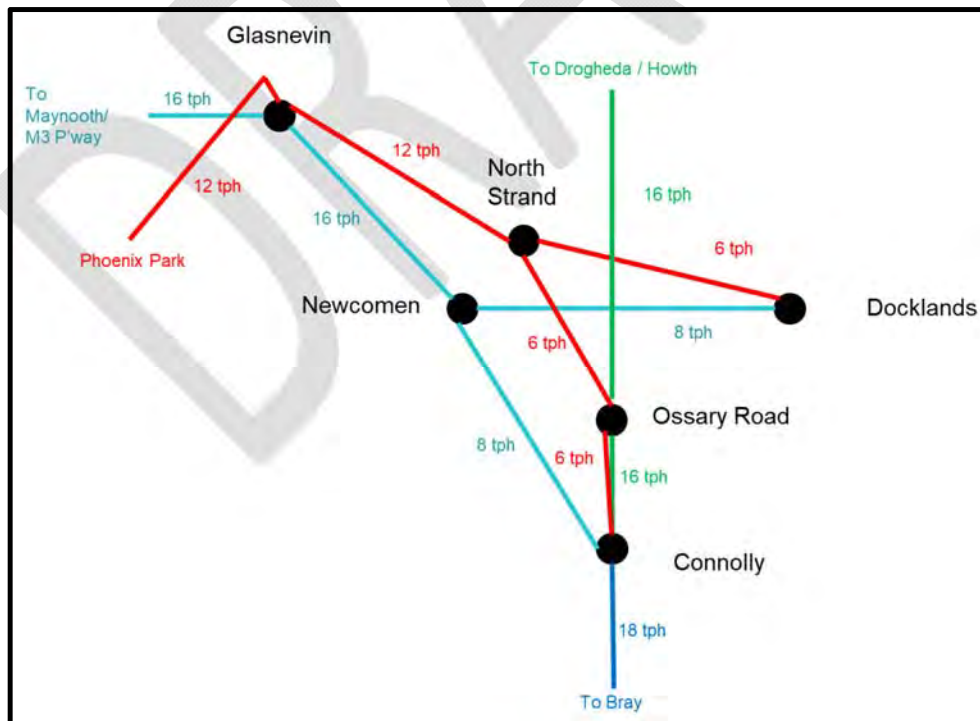 Glasnevin
To Drogheda / Howth
To
Maynooth/
M3 P'way
16 tph
12 tph
North
Strand
12 tph
16 tph
16 tph
6 tph
Phoenix Park
Newcomen
Docklands
8 tph
6 tph
Ossary Road
8 tph
6 tph
16 tph
Connolly
18 tph
To Bray
DRA